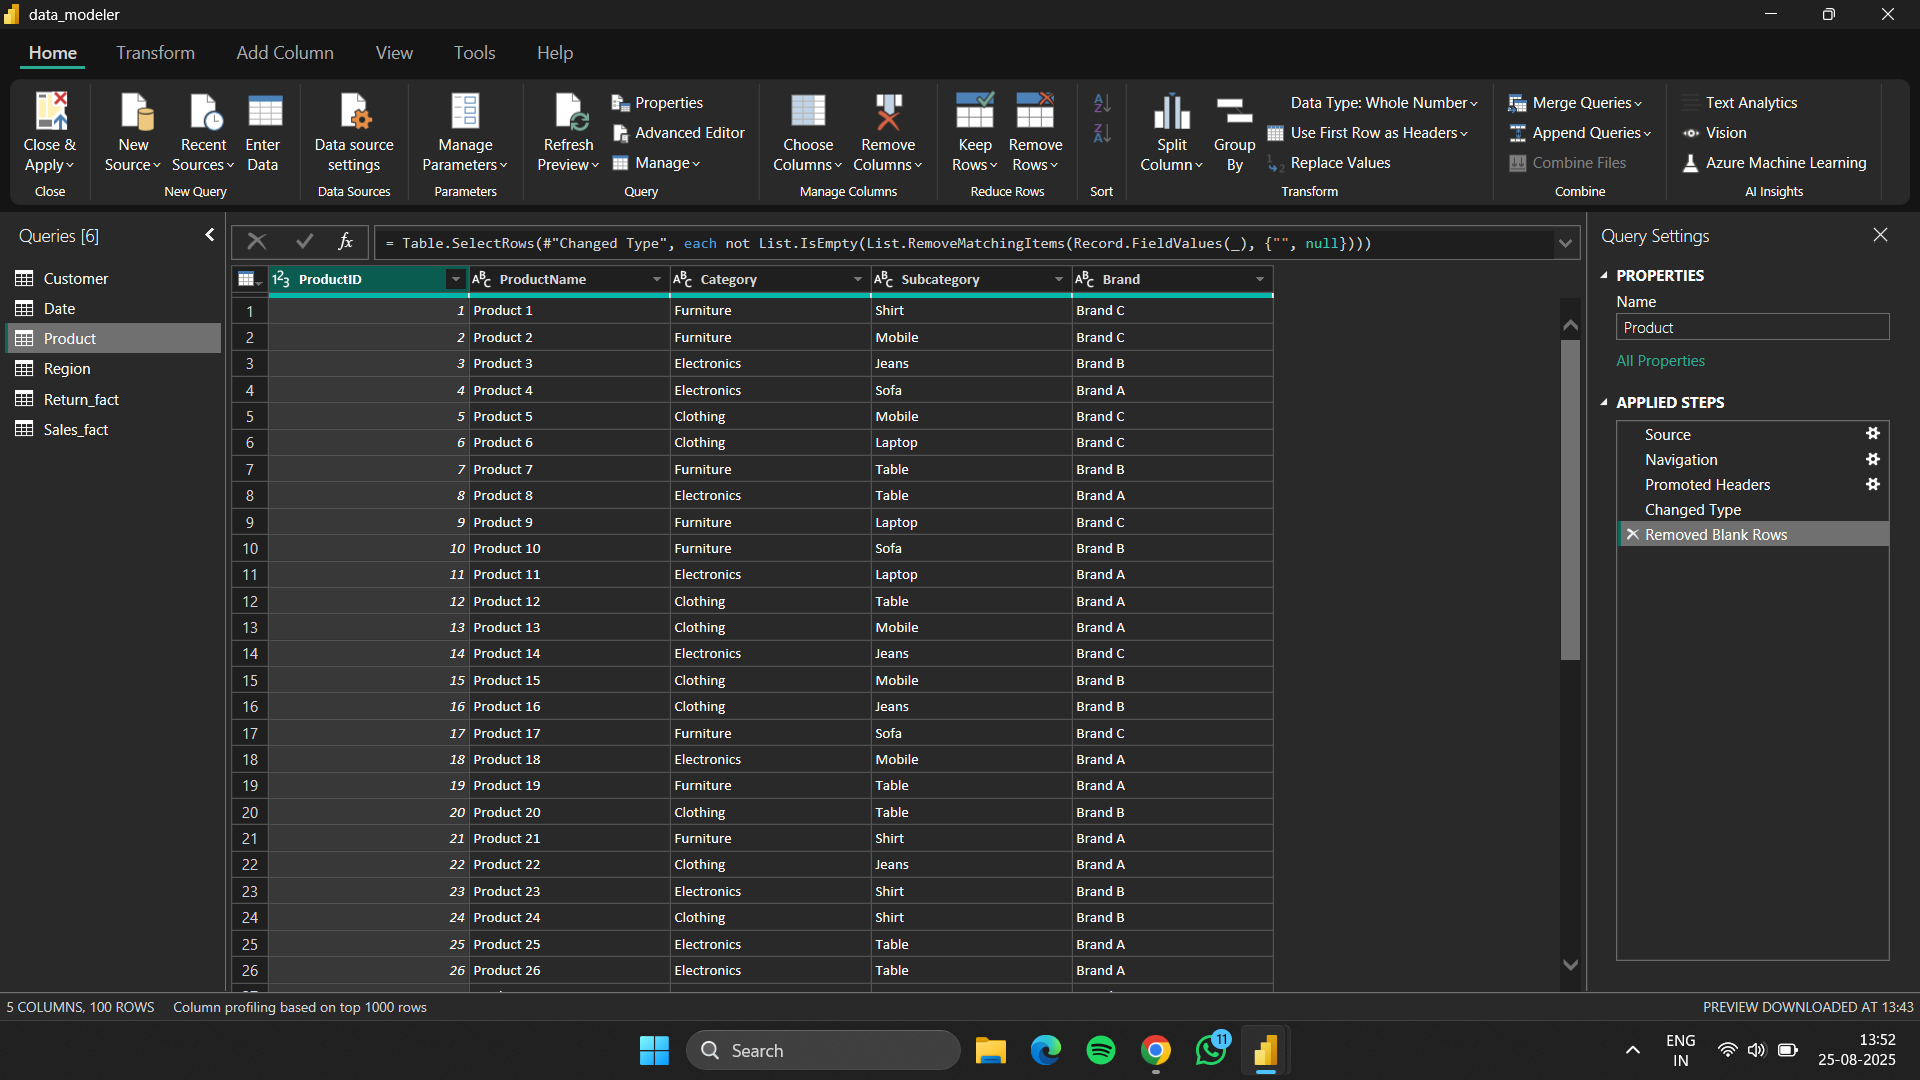 data_modeler
Home Transform Add Column View Tools Help
Close & Apply
Close
New Source
Recent Sources
Enter Data
New Query
Data source settings
Data Sources
Manage Parameters
Parameters
Refresh Preview
Properties
Advanced Editor
Manage
Query
Choose Columns
Remove Columns
Manage Columns
Keep Rows
Remove Rows
Reduce Rows
Sort
Split Column
Group By
Data Type: Whole Number
Use First Row as Headers
Replace Values
Transform
Merge Queries
Append Queries
Combine Files
Combine
Text Analytics
Vision
Azure Machine Learning
AI Insights
Queries [6]
Customer
Date
Product
Region
Return_fact
Sales_fact
fx = Table.SelectRows(#"Changed Type", each not List.IsEmpty(List.RemoveMatchingItems(Record.FieldValues(_), {"", null})))
123 ProductID ABC ProductName ABC Category ABC Subcategory ABC Brand
1 1 Product 1 Furniture Shirt Brand C
2 2 Product 2 Furniture Mobile Brand C
3 3 Product 3 Electronics Jeans Brand B
4 4 Product 4 Electronics Sofa Brand A
5 5 Product 5 Clothing Mobile Brand C
6 6 Product 6 Clothing Laptop Brand C
7 7 Product 7 Furniture Table Brand B
8 8 Product 8 Electronics Table Brand A
9 9 Product 9 Furniture Laptop Brand C
10 10 Product 10 Furniture Sofa Brand B
11 11 Product 11 Electronics Laptop Brand A
12 12 Product 12 Clothing Table Brand A
13 13 Product 13 Clothing Mobile Brand A
14 14 Product 14 Electronics Jeans Brand C
15 15 Product 15 Clothing Mobile Brand B
16 16 Product 16 Clothing Jeans Brand B
17 17 Product 17 Furniture Sofa Brand C
18 18 Product 18 Electronics Mobile Brand A
19 19 Product 19 Furniture Table Brand A
20 20 Product 20 Clothing Table Brand B
21 21 Product 21 Furniture Shirt Brand A
22 22 Product 22 Clothing Jeans Brand A
23 23 Product 23 Electronics Shirt Brand B
24 24 Product 24 Clothing Shirt Brand B
25 25 Product 25 Electronics Table Brand A
26 26 Product 26 Electronics Table Brand A
Query Settings
PROPERTIES
Name
Product
All Properties
APPLIED STEPS
Source
Navigation
Promoted Headers
Changed Type
Removed Blank Rows
5 COLUMNS, 100 ROWS Column profiling based on top 1000 rows
PREVIEW DOWNLOADED AT 13:43
Search
11
ENG
IN
13:52
25-08-2025